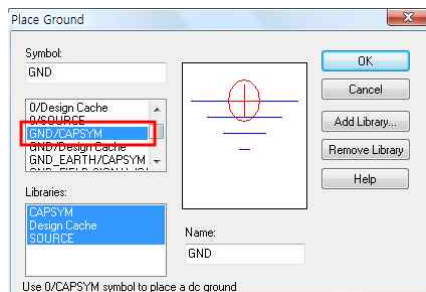 Place Ground
Symbol:
GND
0/Design Cache
0/SOURCE
GND/CAPSYM
GND/Design Cache
GND_EARTH/CAPSYM
Libraries:
CAPSYM
Design Cache
SOURCE
Name:
GND
OK
Cancel
Add Library...
Remove Library
Help
Use 0/CAPSYM symbol to place a dc ground